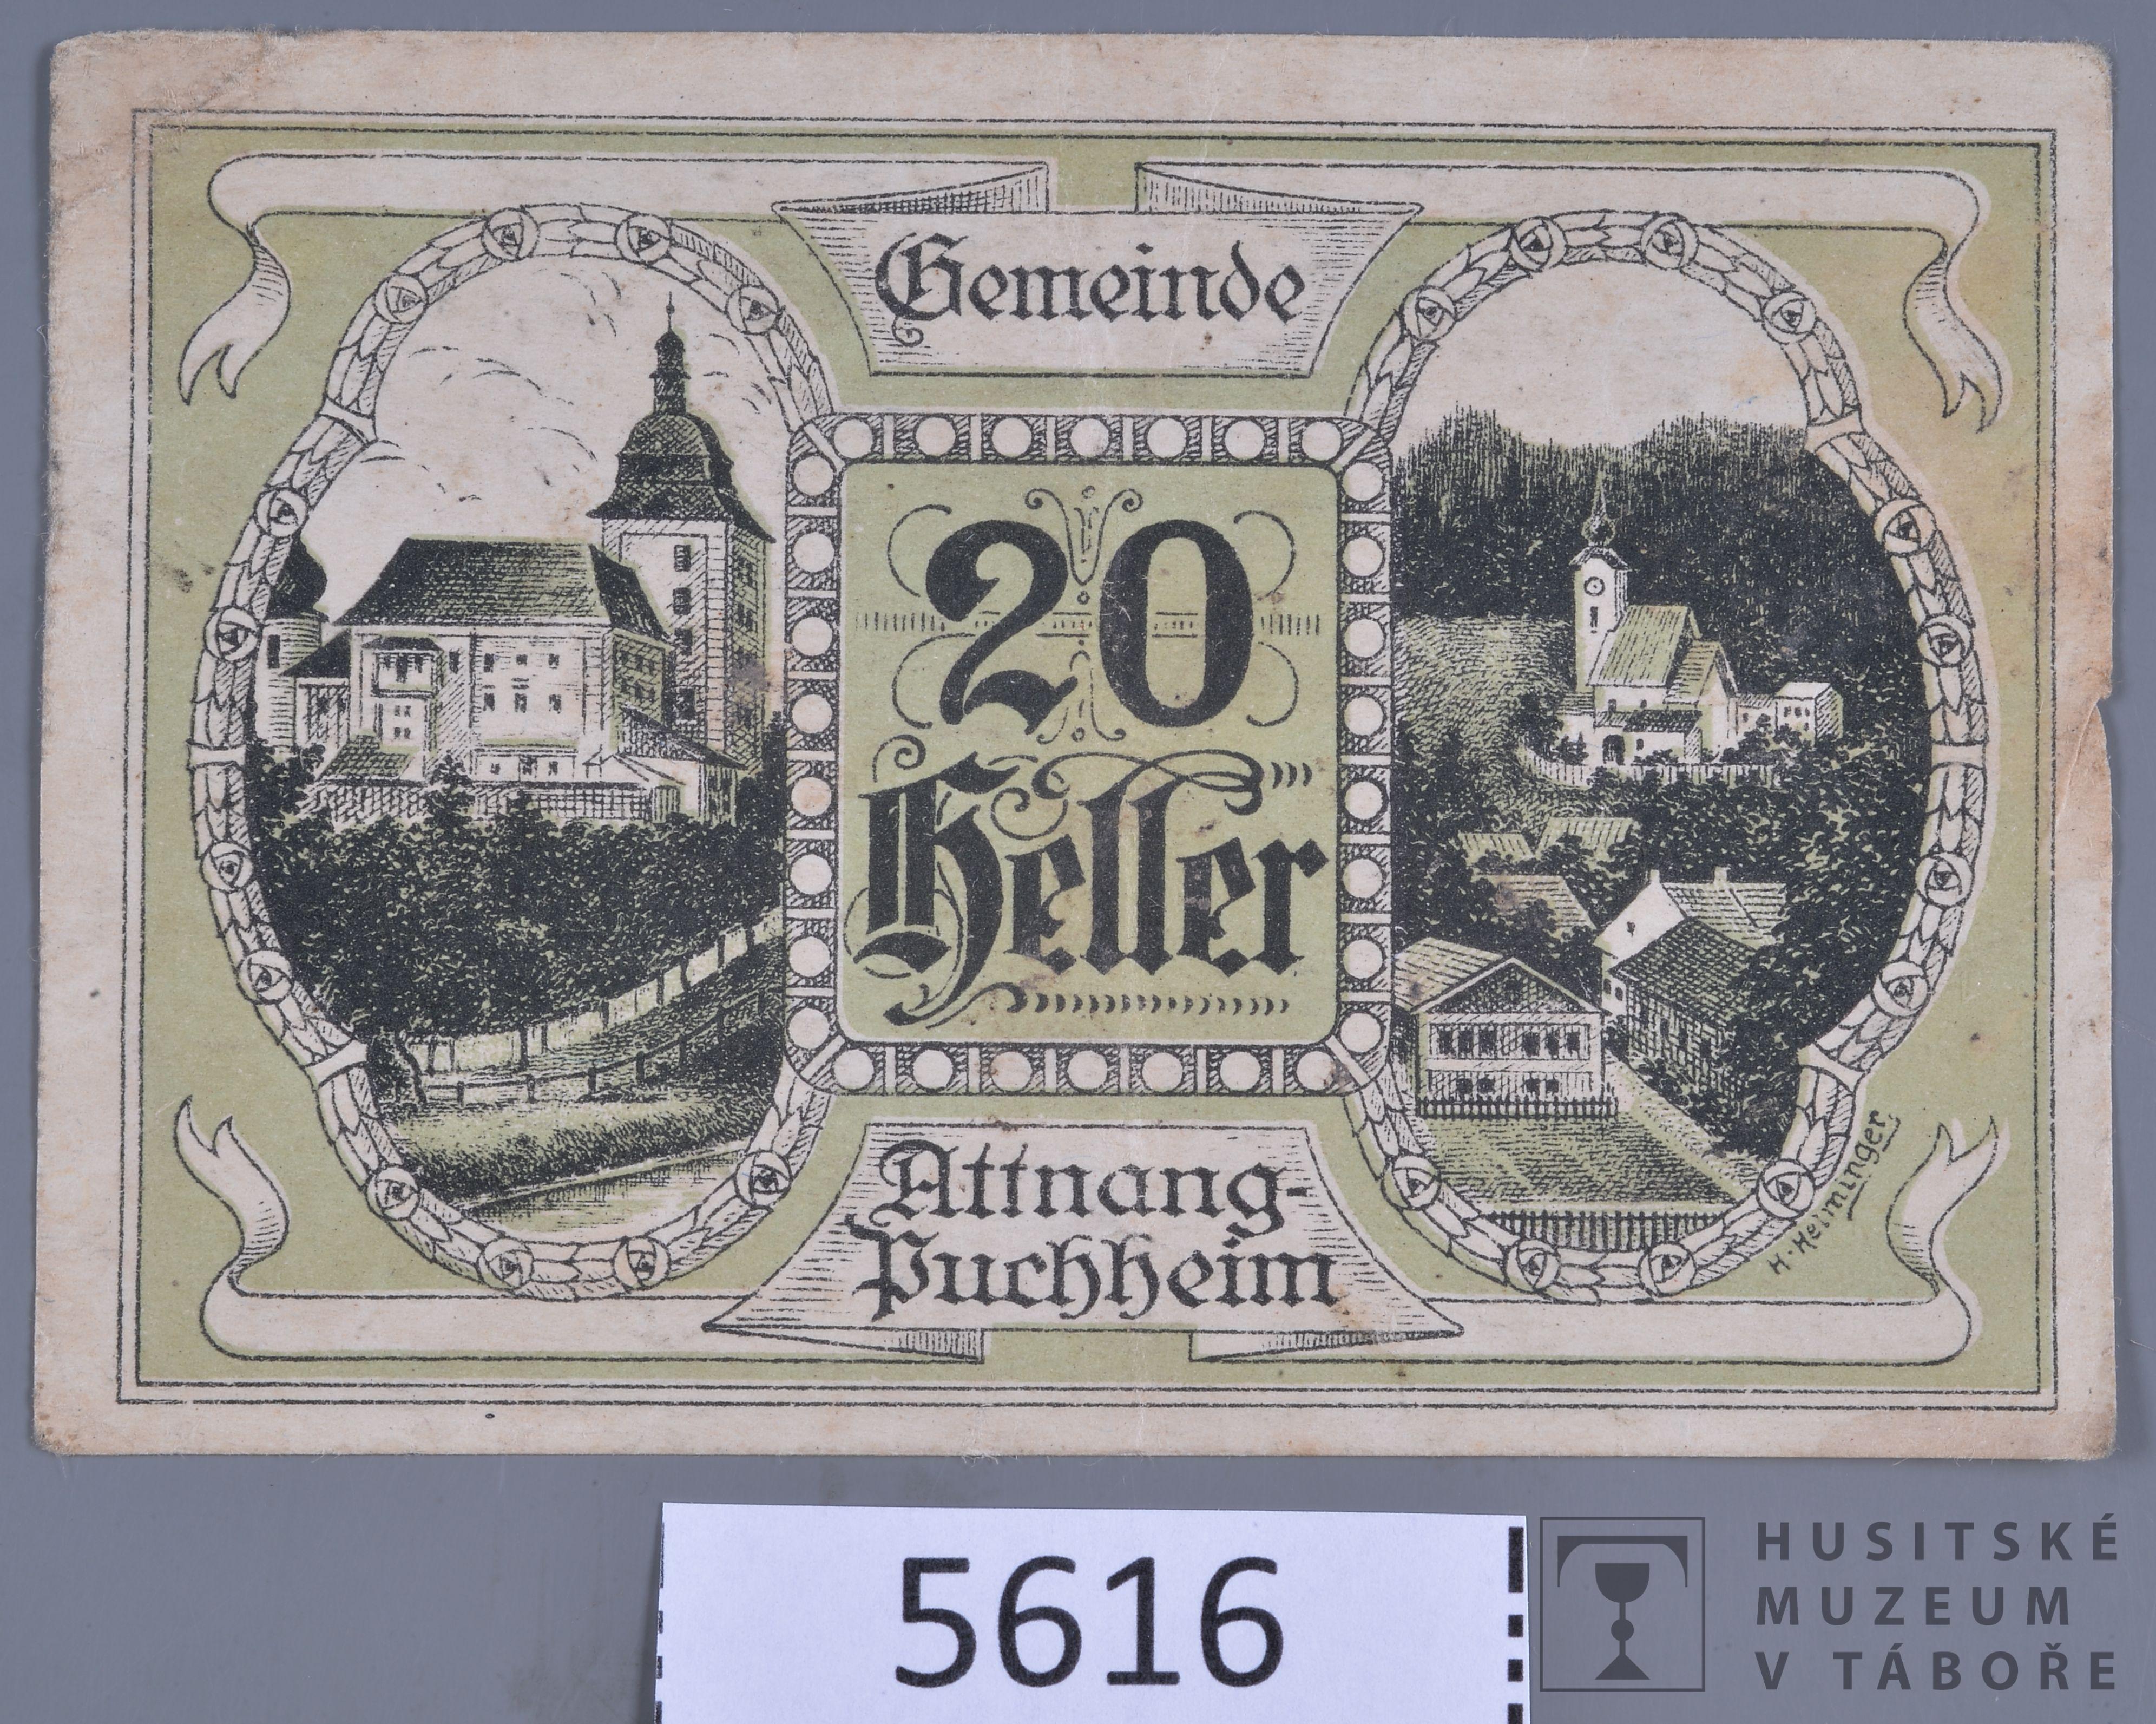 Gemeinde
20
Heller
Attnang-
Puchheim
H. Heiminger
5616
HUSITSKÉ
MUZEUM
V TÁBOŘE